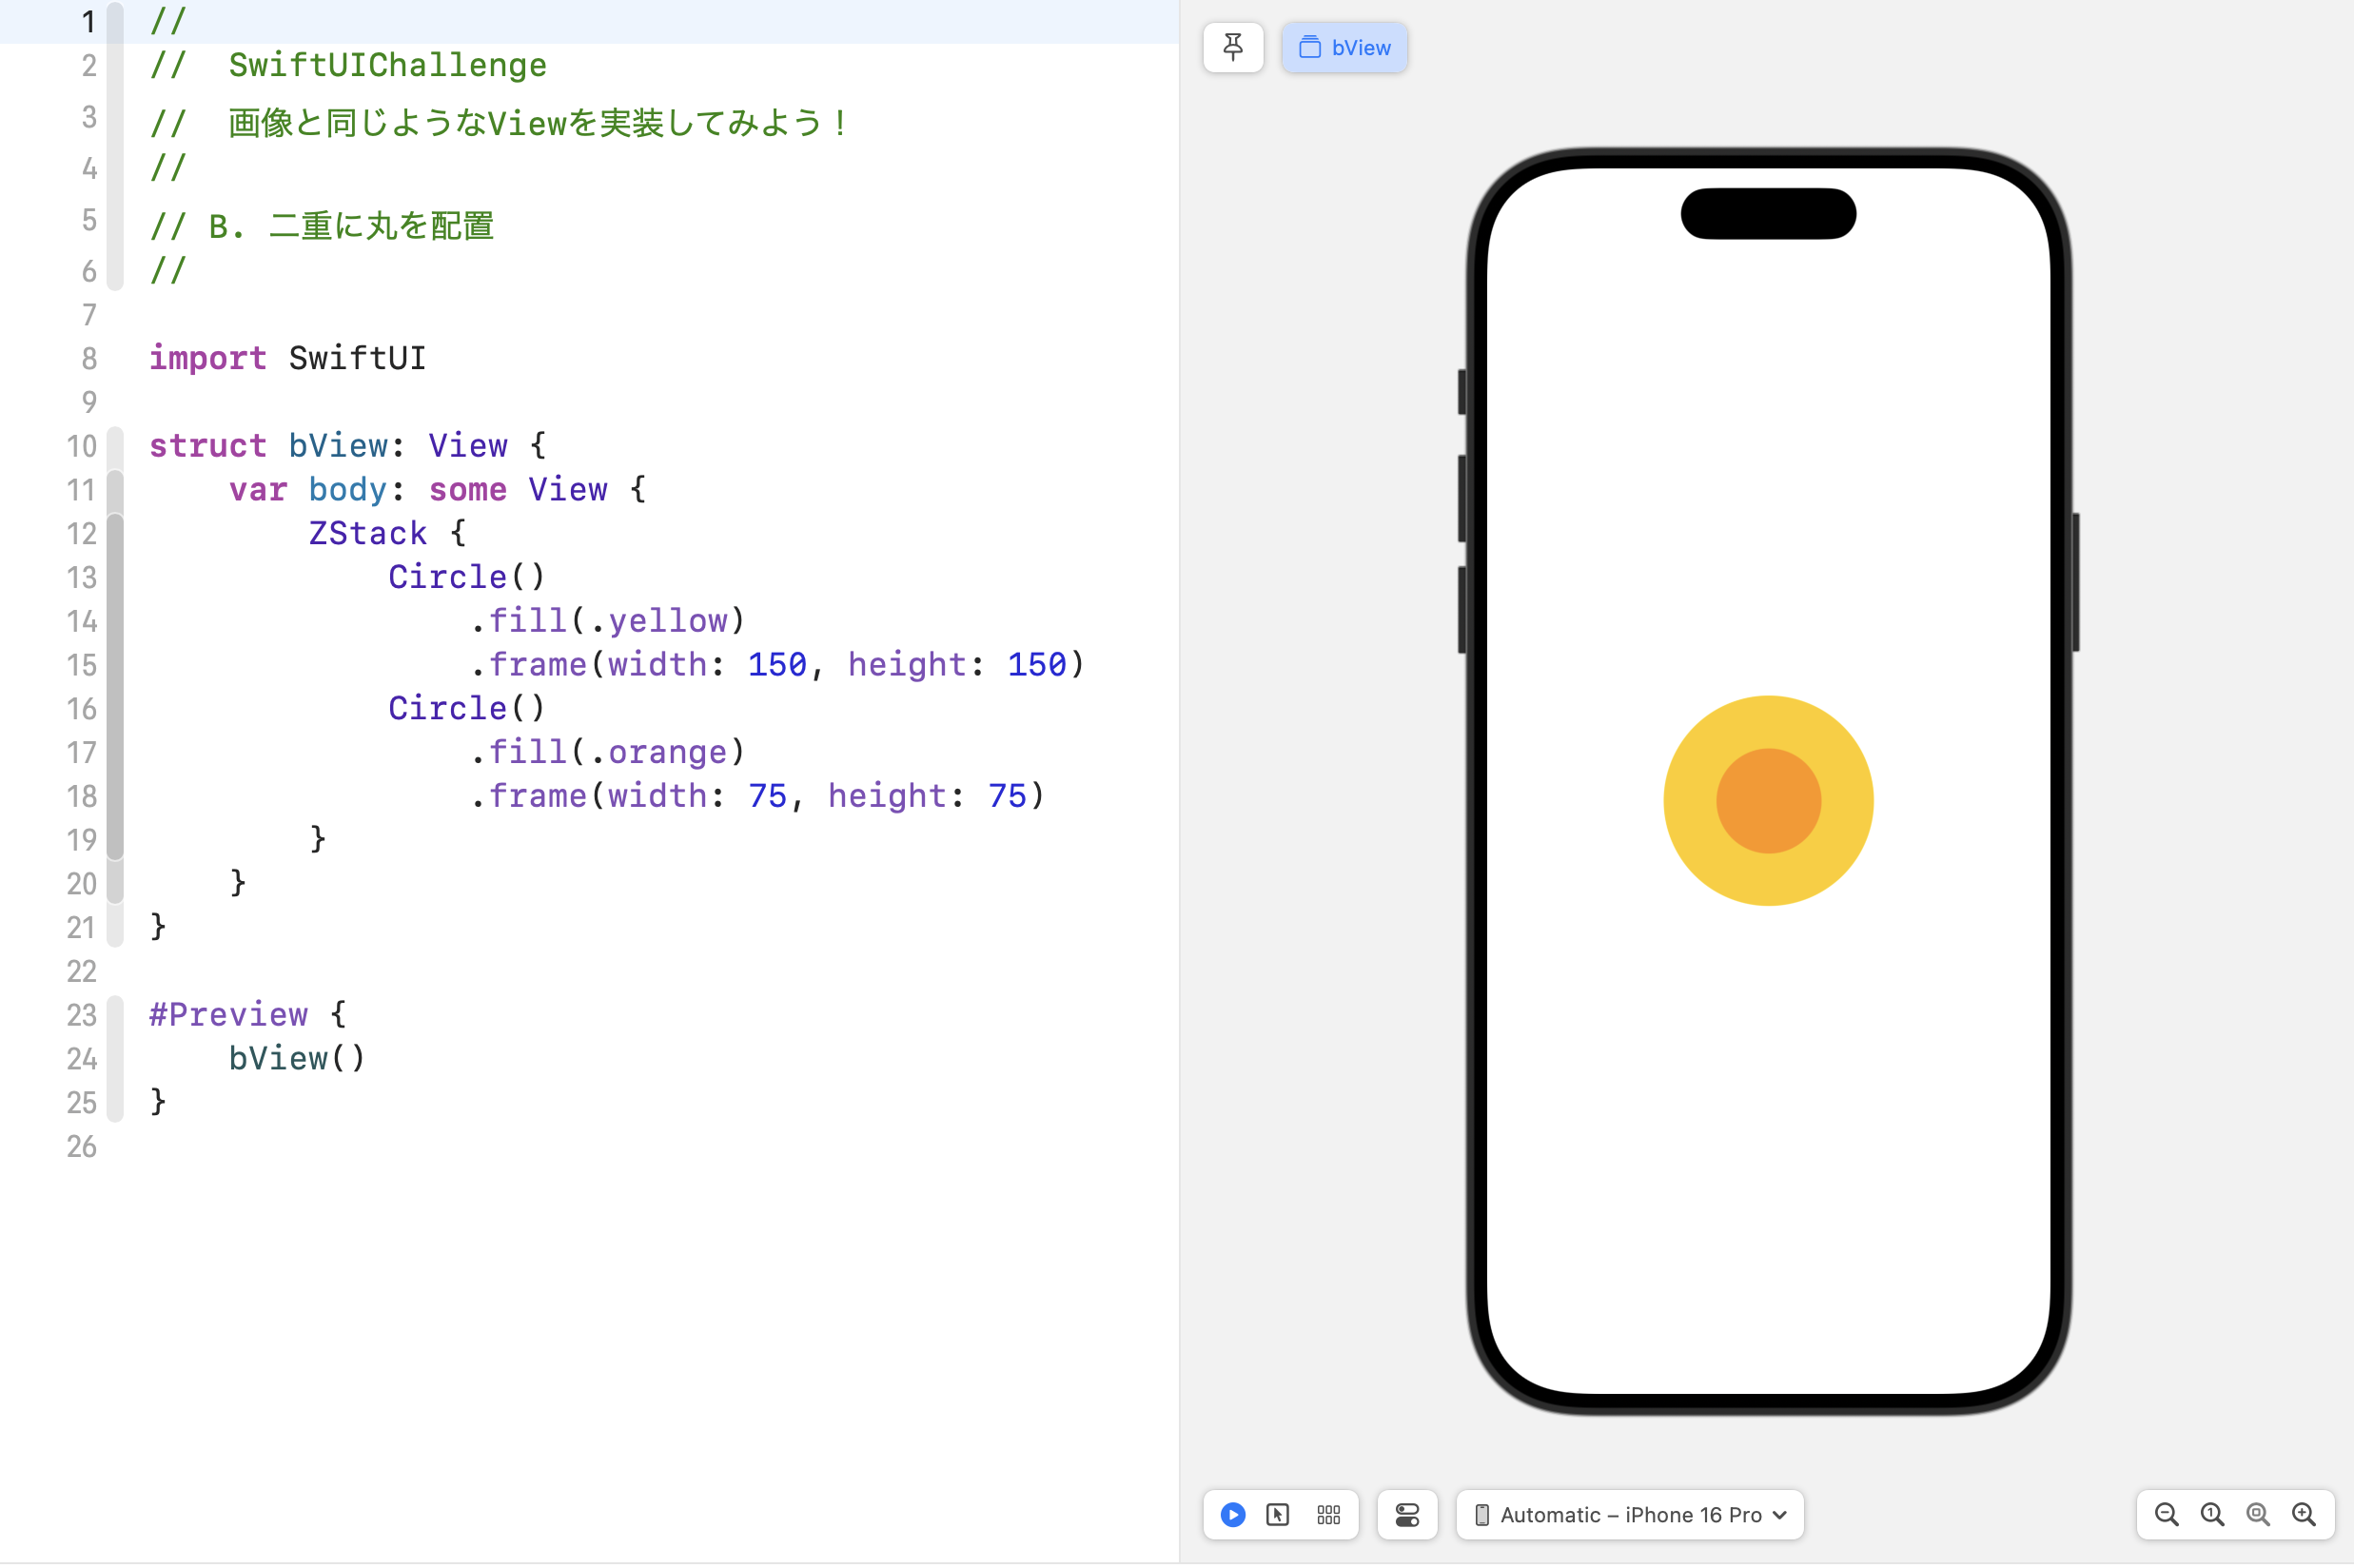 1 //
2 //  SwiftUIChallenge
3 //  画像と同じようなViewを実装してみよう！
4 //
5 // B. 二重に丸を配置
6 //
7
8 import SwiftUI
9
10 struct bView: View {
11     var body: some View {
12         ZStack {
13             Circle()
14                 .fill(.yellow)
15                 .frame(width: 150, height: 150)
16             Circle()
17                 .fill(.orange)
18                 .frame(width: 75, height: 75)
19         }
20     }
21 }
22
23 #Preview {
24     bView()
25 }
26
bView
Automatic – iPhone 16 Pro